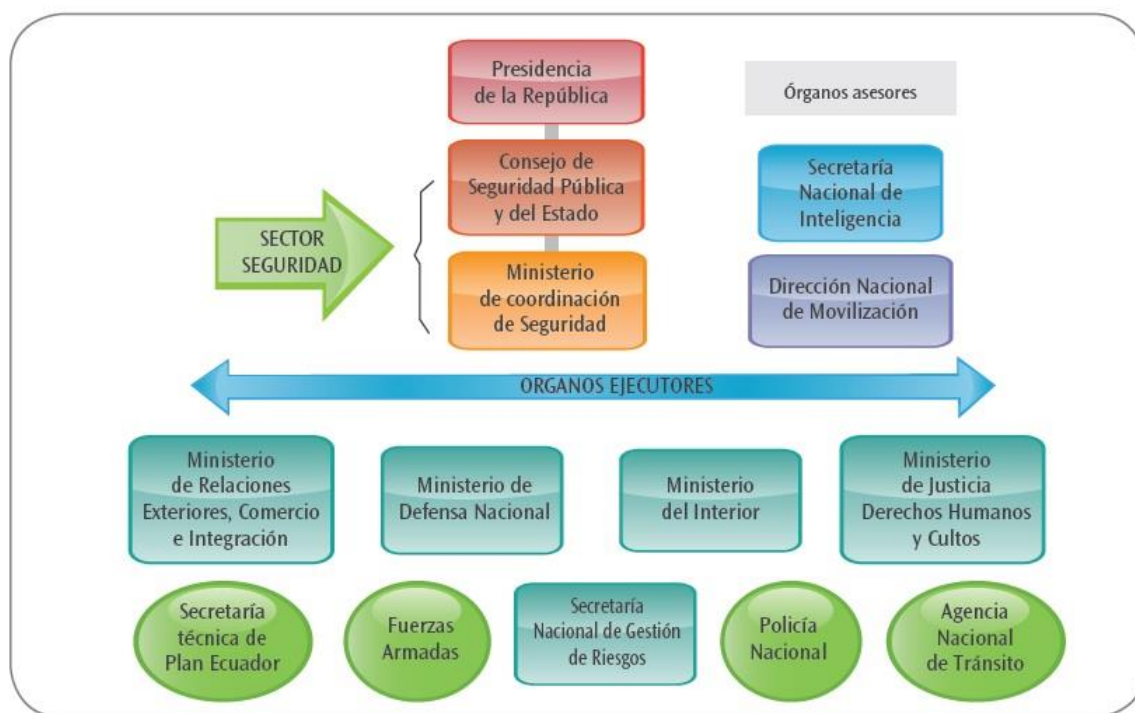 Presidencia
de la República
Órganos asesores
Consejo de
Seguridad Pública
y del Estado
Secretaría
Nacional de
Inteligencia
SECTOR
SEGURIDAD
Ministerio
de coordinación
de Seguridad
Dirección Nacional
de Movilización
ORGANOS EJECUTORES
Ministerio
de Relaciones
Exteriores, Comercio
e Integración
Ministerio de
Defensa Nacional
Ministerio
del Interior
Ministerio
de Justicia
Derechos Humanos
y Cultos
Secretaría
técnica de
Plan Ecuador
Fuerzas
Armadas
Secretaría
Nacional de Gestión
de Riesgos
Policía
Nacional
Agencia
Nacional
de Tránsito